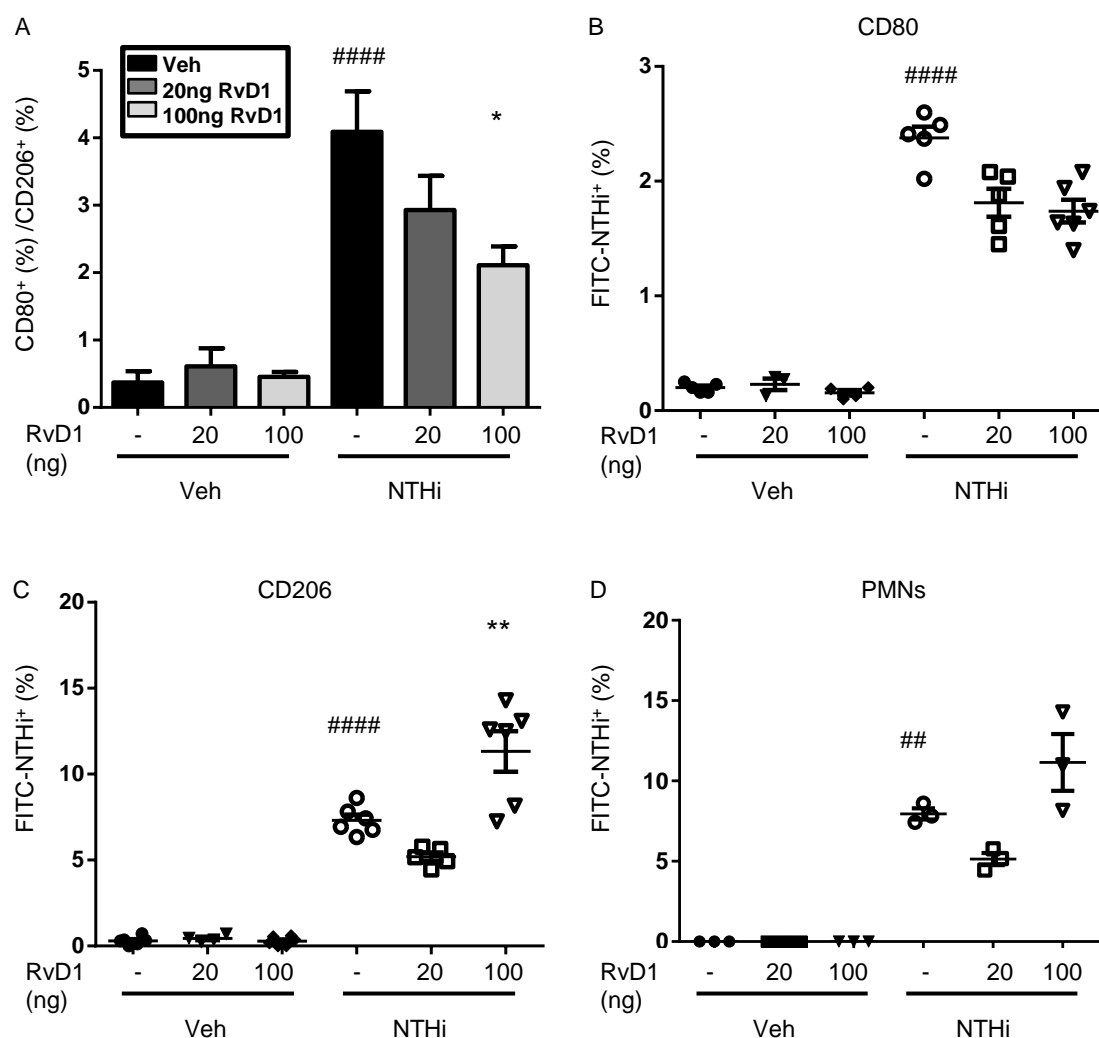 A
####
Veh
20ng RvD1
100ng RvD1
*
CD80⁺ (%) /CD206⁺ (%)
5
4
3
2
1
0
RvD1 - 20 100 - 20 100
(ng)
Veh NTHi
B
CD80
####
FITC-NTHi⁺ (%)
3
2
1
0
RvD1 - 20 100 - 20 100
(ng)
Veh NTHi
C
CD206
**
####
FITC-NTHi⁺ (%)
20
15
10
5
0
RvD1 - 20 100 - 20 100
(ng)
Veh NTHi
D
PMNs
##
FITC-NTHi⁺ (%)
20
15
10
5
0
RvD1 - 20 100 - 20 100
(ng)
Veh NTHi